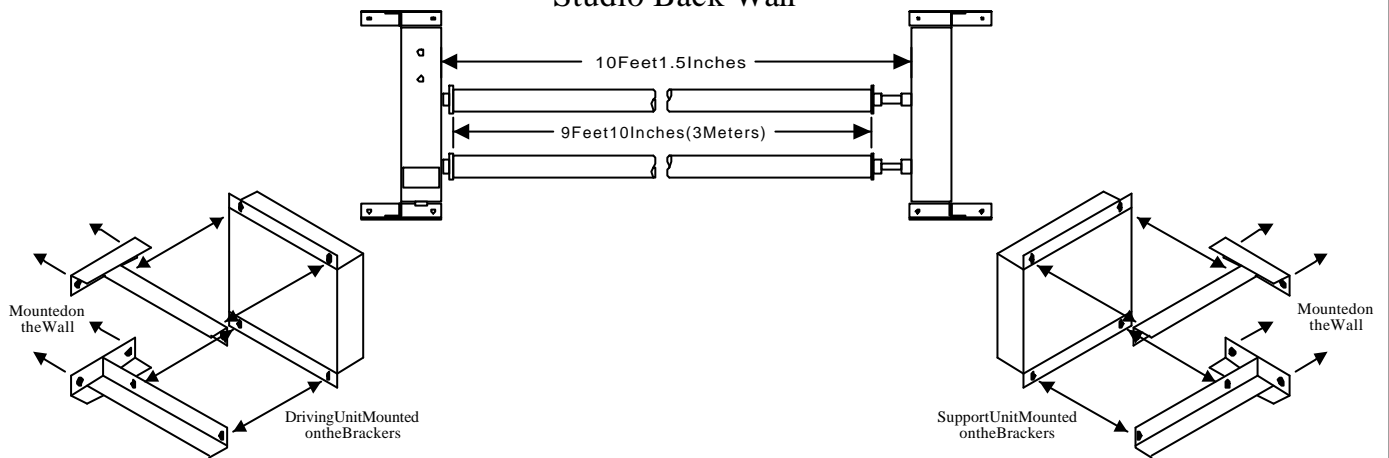 Studio Back Wall
10Feet1.5Inches
9Feet10Inches(3Meters)
Mountedon
theWall
DrivingUnitMounted
ontheBrackers
SupportUnitMounted
ontheBrackers
Mountedon
theWall